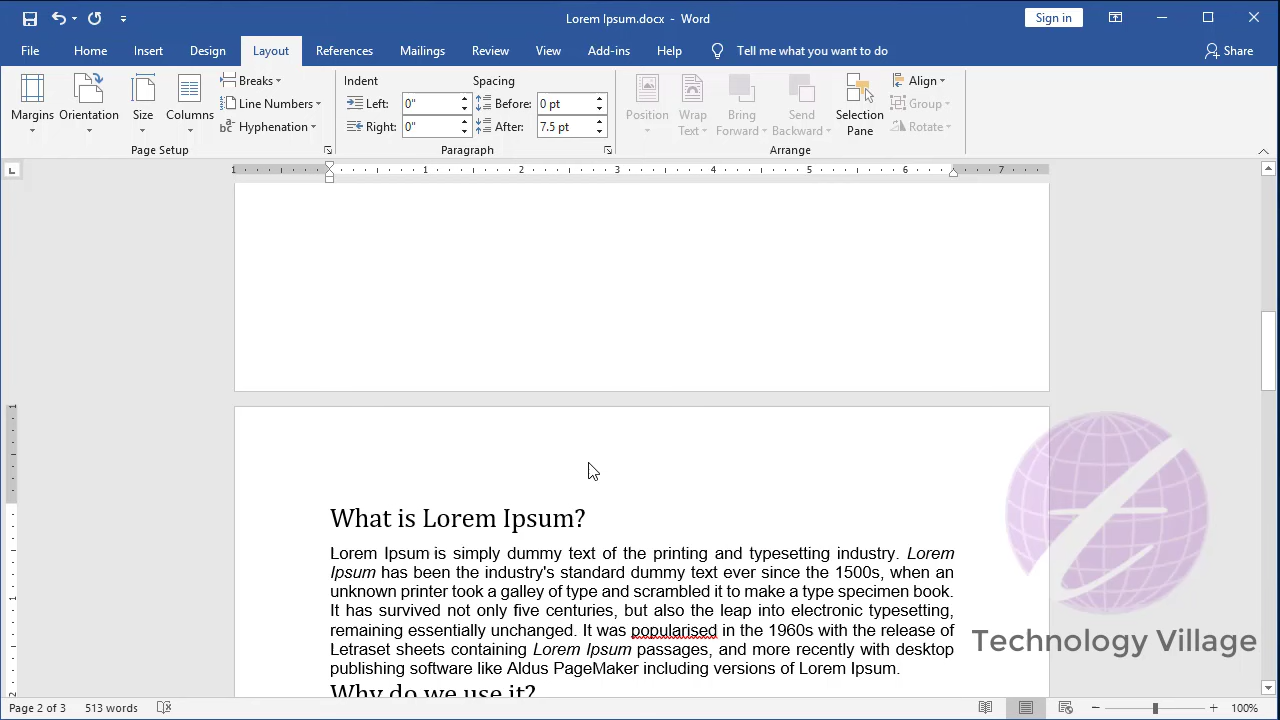 Lorem Ipsum.docx - Word
Sign in
File Home Insert Design Layout References Mailings Review View Add-ins Help Tell me what you want to do Share
Margins Orientation Size Columns
Breaks
Line Numbers
Hyphenation
Page Setup
Indent
Left: 0"
Right: 0"
Spacing
Before: 0 pt
After: 7.5 pt
Paragraph
Position
Wrap Text
Bring Forward
Send Backward
Selection Pane
Align
Group
Rotate
Arrange
1 1 2 3 4 5 6 7
What is Lorem Ipsum?
Lorem Ipsum is simply dummy text of the printing and typesetting industry. Lorem
Ipsum has been the industry's standard dummy text ever since the 1500s, when an
unknown printer took a galley of type and scrambled it to make a type specimen book.
It has survived not only five centuries, but also the leap into electronic typesetting,
remaining essentially unchanged. It was popularised in the 1960s with the release of
Letraset sheets containing Lorem Ipsum passages, and more recently with desktop
publishing software like Aldus PageMaker including versions of Lorem Ipsum.
Why do we use it?
Technology Village
Page 2 of 3 513 words 100%